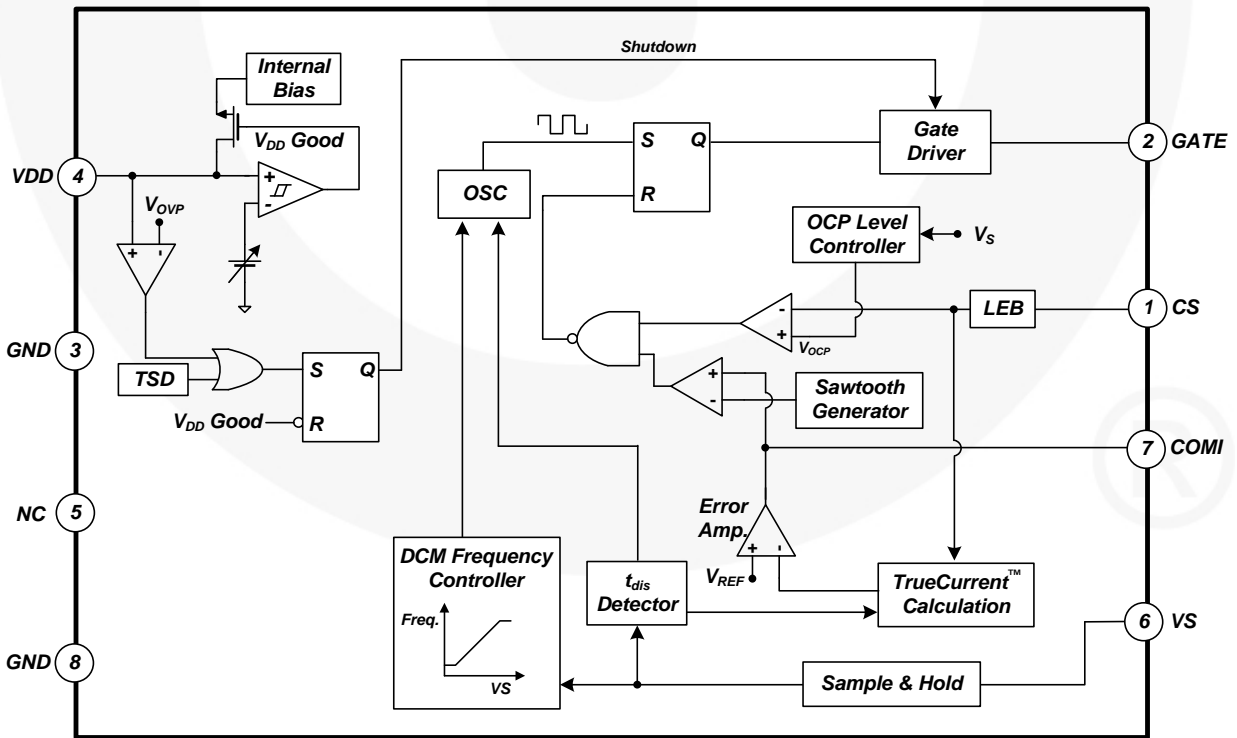 Shutdown
Internal
Bias
VDD Good
VDD
4
VOVP
+
-
+
-
OSC
S
Q
R
Gate
Driver
2
GATE
OCP Level
Controller
VS
LEB
1
CS
-
+
VOCP
GND
3
TSD
S
Q
R
VDD Good
+
-
Sawtooth
Generator
7
COMI
NC
5
Error
Amp.
+
-
VREF
DCM Frequency
Controller
Freq.
VS
tdis
Detector
TrueCurrent™
Calculation
6
VS
GND
8
Sample & Hold
®